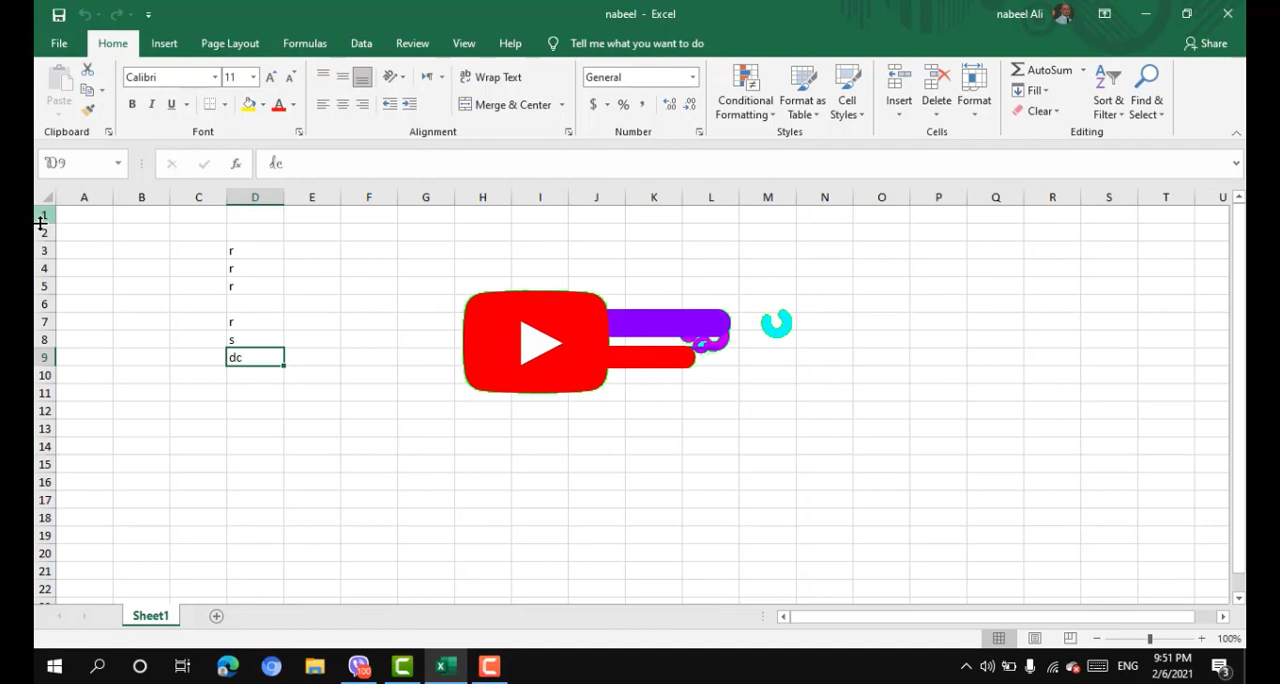 nabeel - Excel
nabeel Ali
File Home Insert Page Layout Formulas Data Review View Help Tell me what you want to do Share
Paste
Clipboard
Calibri 11
B I U A
Font
Wrap Text
Merge & Center
Alignment
General
$ % ,
Number
Conditional Formatting
Format as Table
Cell Styles
Styles
Insert Delete Format
Cells
AutoSum
Fill
Clear
Sort & Filter
Find & Select
Editing
D9 fx dc
A B C D E F G H I J K L M N O P Q R S T U
1
2
3 r
4 r
5 r
6
7 r
8 s
9 dc
10
11
12
13
14
15
16
17
18
19
20
21
22
Sheet1
100%
100
ENG
9:51 PM
2/6/2021
3